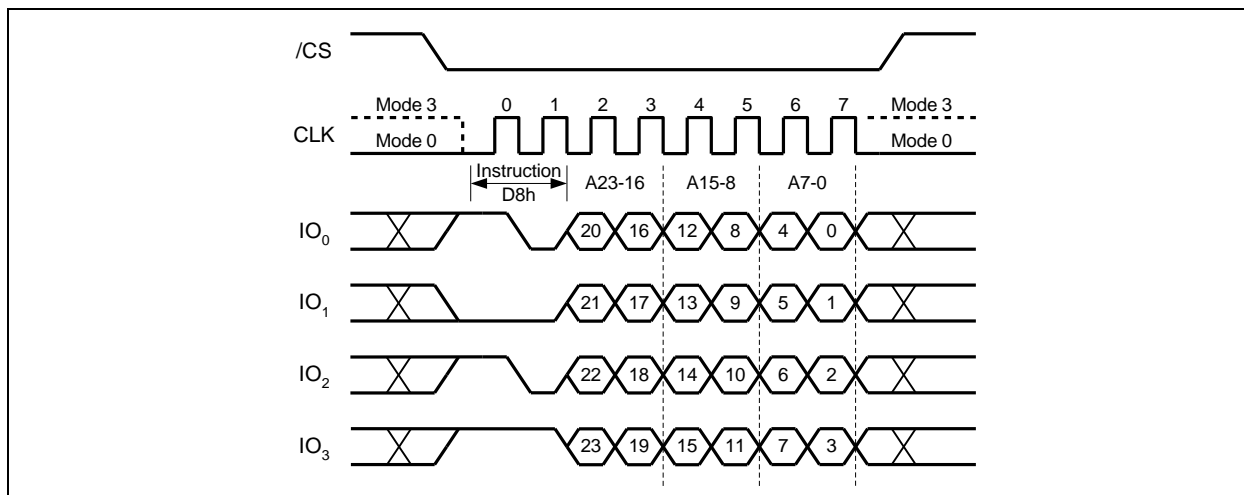 /CS
Mode 3 0 1 2 3 4 5 6 7 Mode 3
CLK
Mode 0 Mode 0
Instruction A23-16 A15-8 A7-0
D8h
IO0 20 16 12 8 4 0
IO1 21 17 13 9 5 1
IO2 22 18 14 10 6 2
IO3 23 19 15 11 7 3